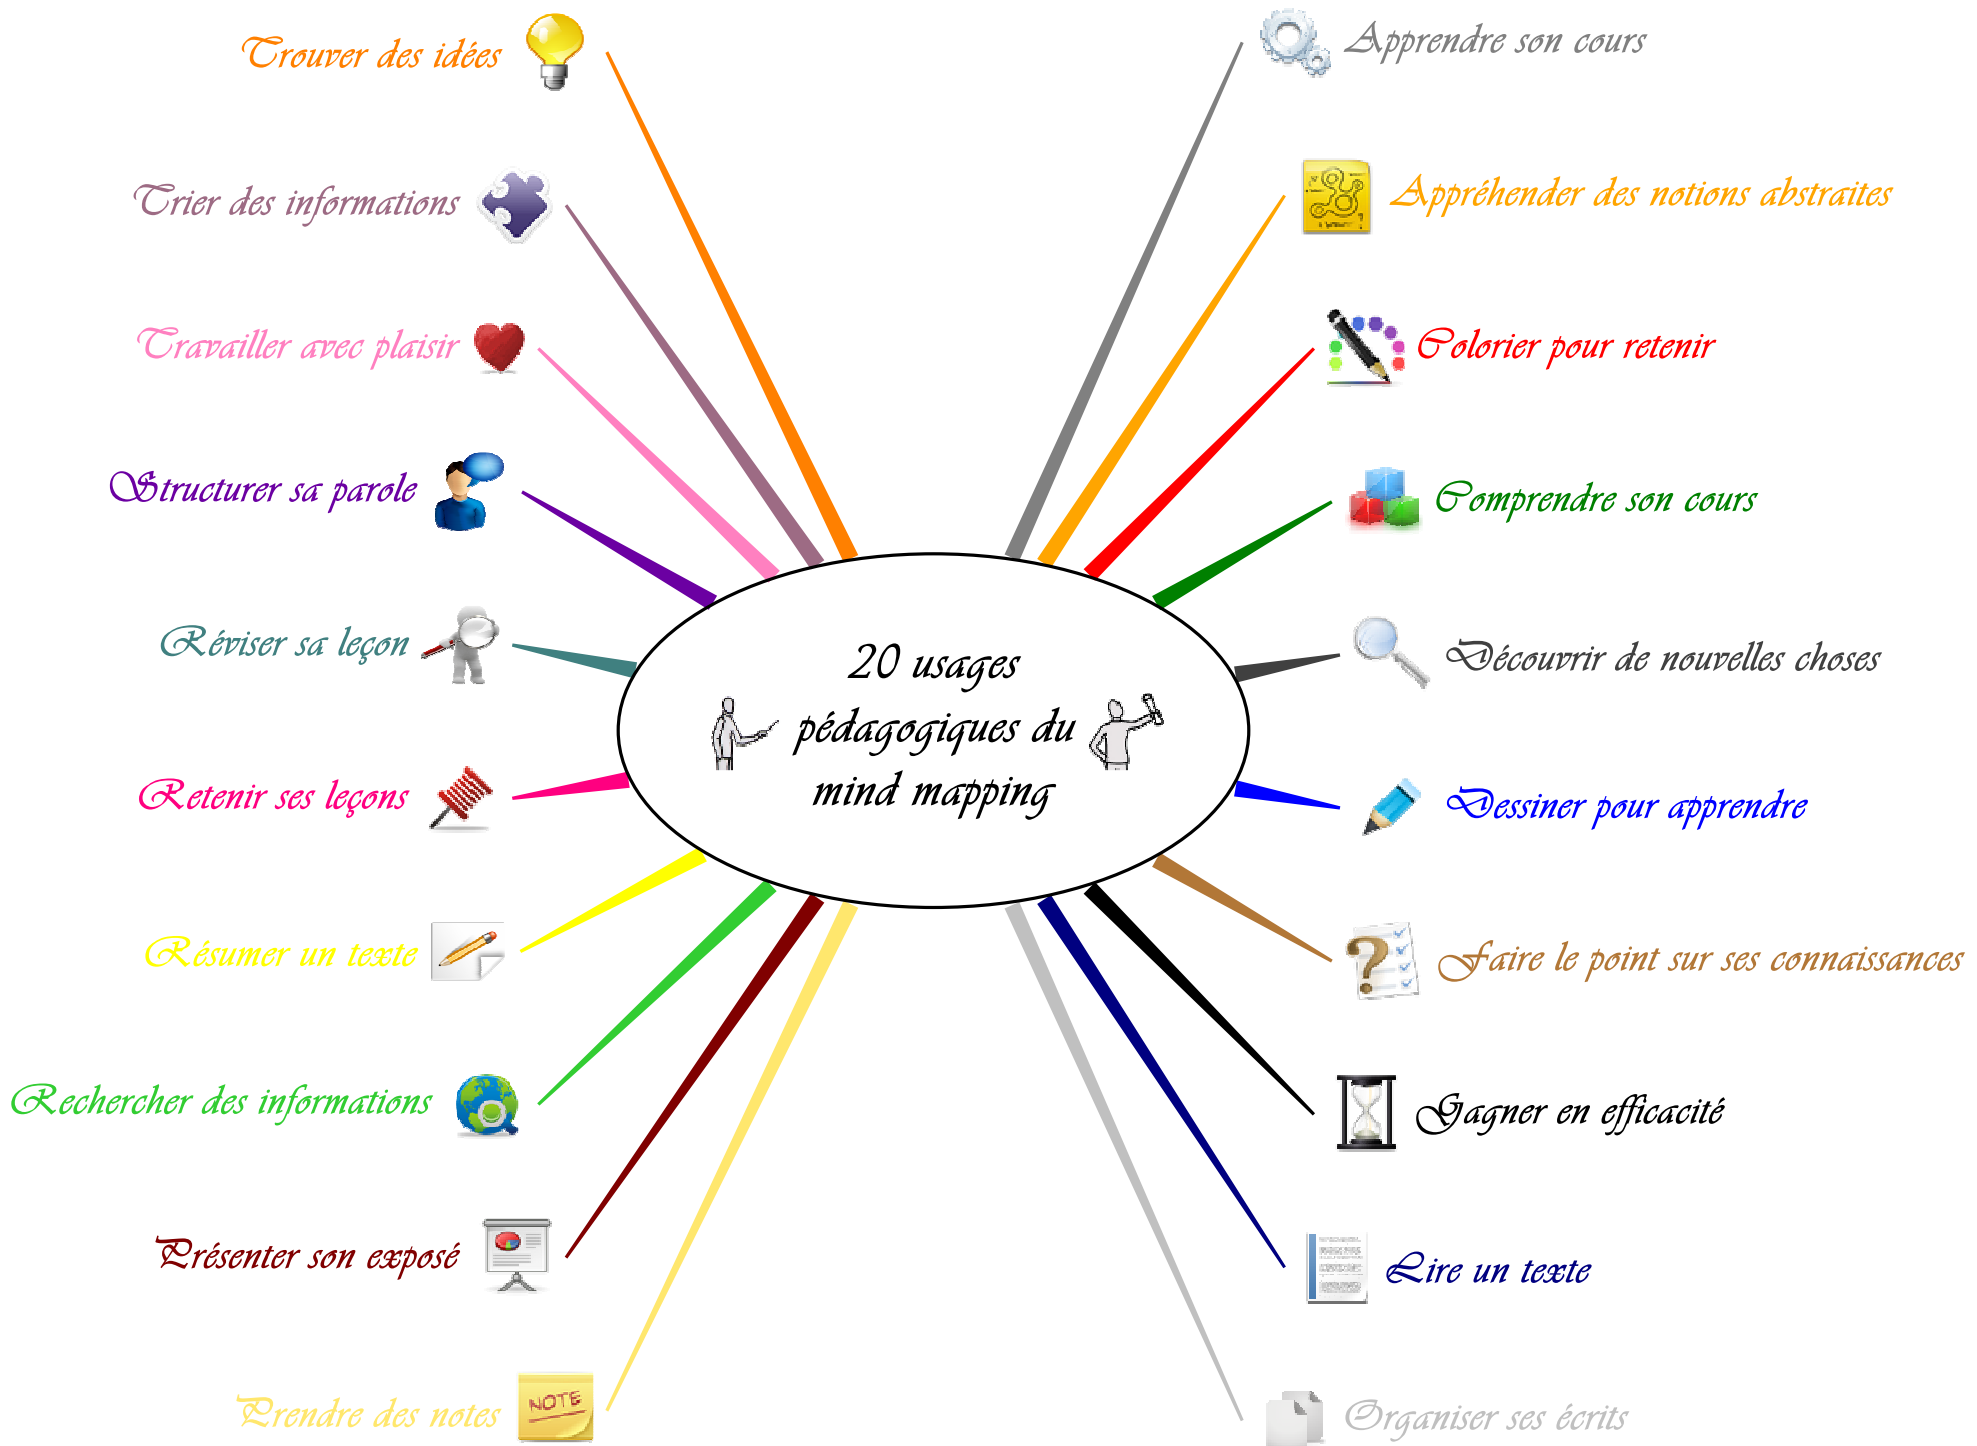 20 usages
pédagogiques du
mind mapping
Apprendre son cours
Appréhender des notions abstraites
Colorier pour retenir
Comprendre son cours
Découvrir de nouvelles choses
Dessiner pour apprendre
Faire le point sur ses connaissances
Gagner en efficacité
Lire un texte
Organiser ses écrits
Prendre des notes
NOTE
Présenter son exposé
Rechercher des informations
Résumer un texte
Retenir ses leçons
Réviser sa leçon
Structurer sa parole
Travailler avec plaisir
Trier des informations
Trouver des idées